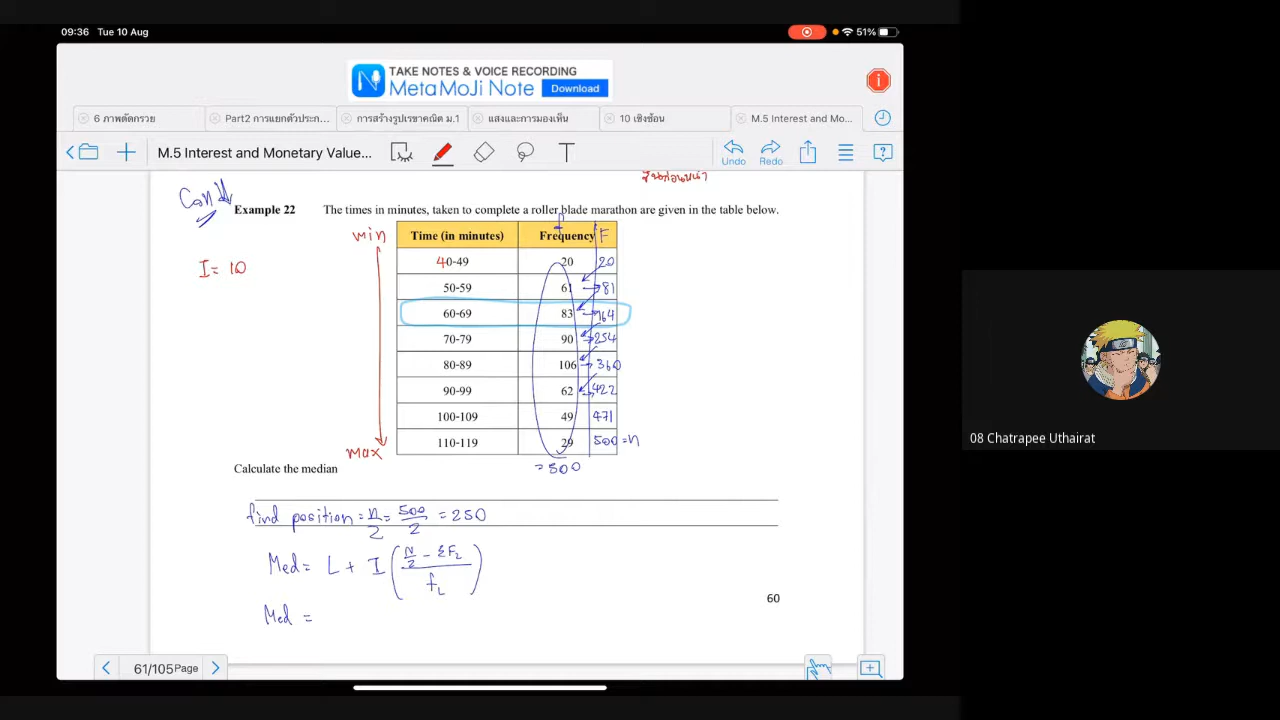 09:36 Tue 10 Aug
51%
TAKE NOTES & VOICE RECORDING
MetaMoJi Note
Download
6 ภาพตัดกรวย
Part2 การแยกตัวประก...
การสร้างรูปเรขาคณิต ม.1
แสงและการมองเห็น
10 เชิงซ้อน
M.5 Interest and Mo...
M.5 Interest and Monetary Value...
Undo
Redo
Example 22 The times in minutes, taken to complete a roller blade marathon are given in the table below.
f
min
Time (in minutes) Frequency F
I = 10
40-49 20 20
50-59 61 81
60-69 83 164
70-79 90 254
80-89 106 360
90-99 62 422
100-109 49 471
110-119 29 500 = n
max
Calculate the median
= 500
find position = n/2 = 500/2 = 250
Med = L + I ( (N/2 - ΣF_L) / f_L )
Med =
60
61/105Page
08 Chatrapee Uthairat